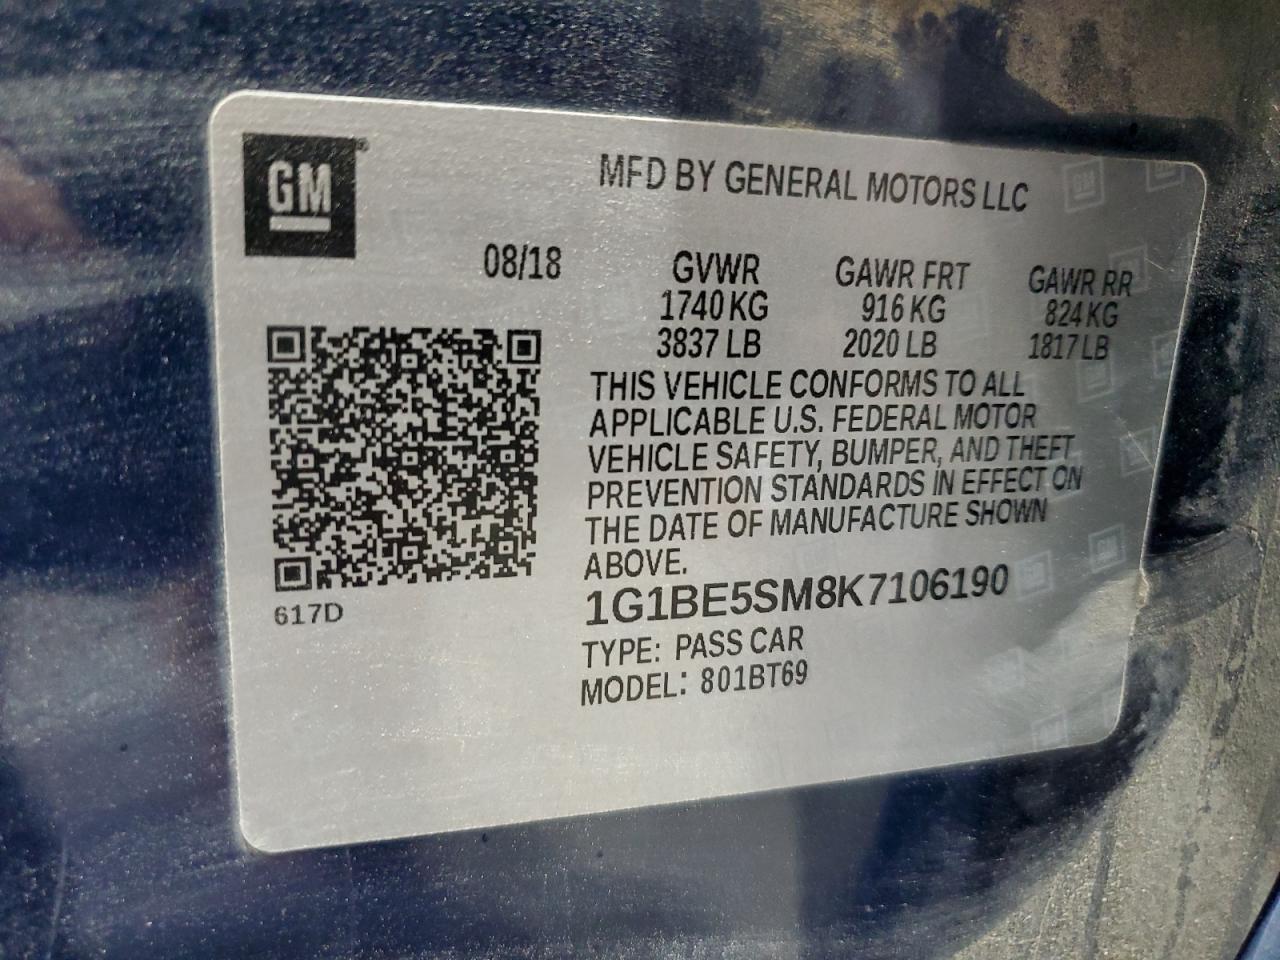 GM
MFD BY GENERAL MOTORS LLC
08/18
GVWR GAWR FRT GAWR RR
1740 KG 916 KG 824 KG
3837 LB 2020 LB 1817 LB
THIS VEHICLE CONFORMS TO ALL
APPLICABLE U.S. FEDERAL MOTOR
VEHICLE SAFETY, BUMPER, AND THEFT
PREVENTION STANDARDS IN EFFECT ON
THE DATE OF MANUFACTURE SHOWN
ABOVE.
1G1BE5SM8K7106190
617D
TYPE: PASS CAR
MODEL: 801BT69